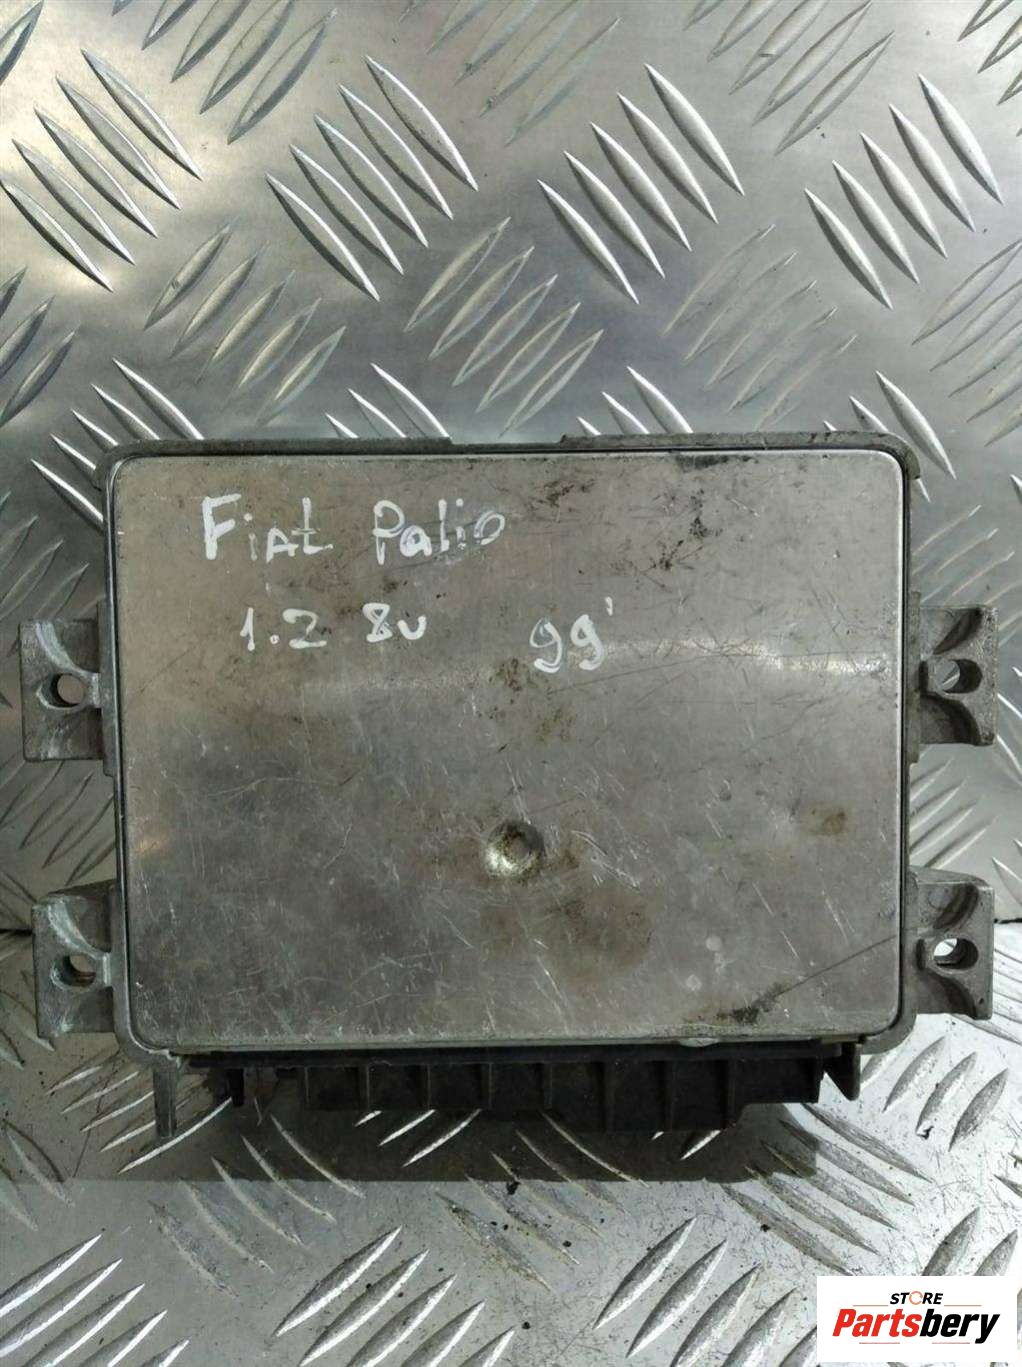 Fiat Palio
1.2 8v 99'
STORE
Partsbery